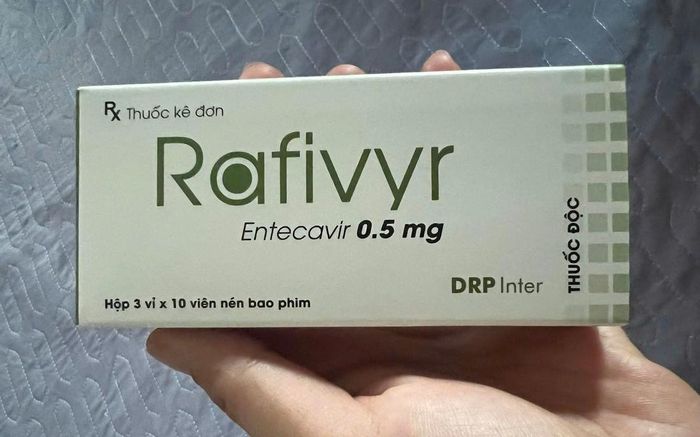 Rx Thuốc kê đơn
Rafivyr
Entecavir 0.5 mg
DRP Inter
Hộp 3 vỉ x 10 viên nén bao phim
THUỐC ĐỘC